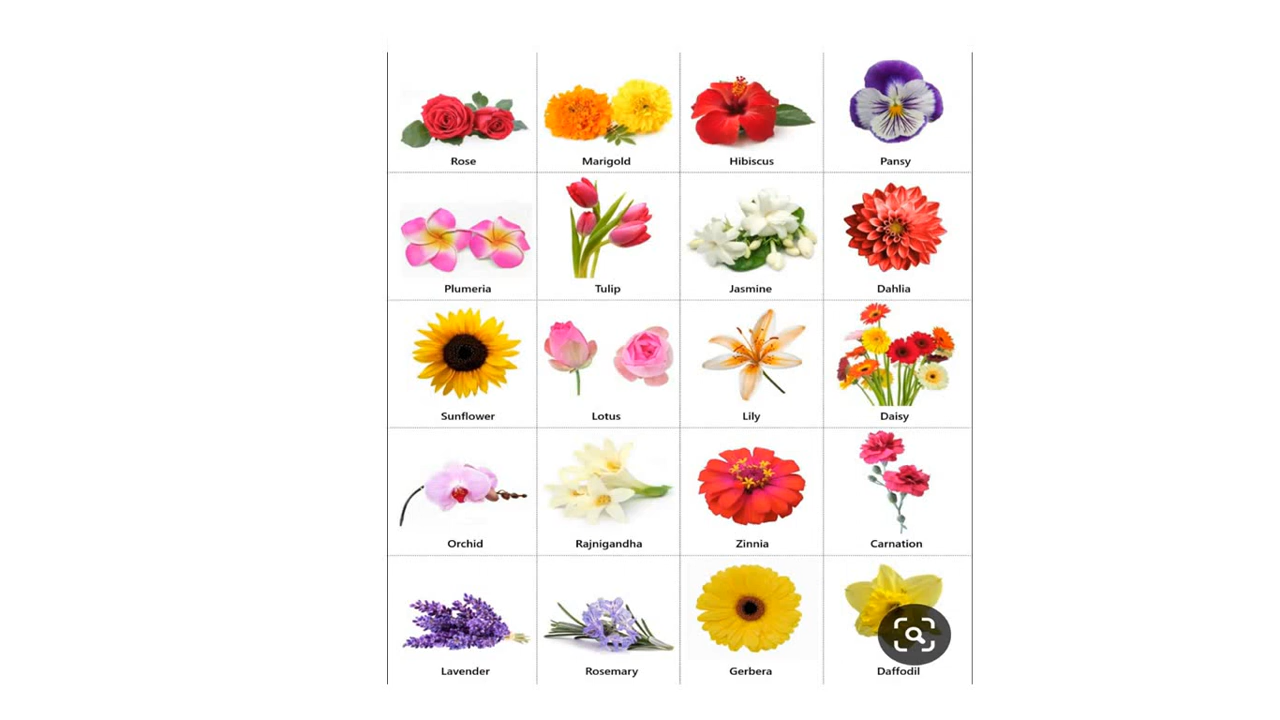 Rose Marigold Hibiscus Pansy
Plumeria Tulip Jasmine Dahlia
Sunflower Lotus Lily Daisy
Orchid Rajnigandha Zinnia Carnation
Lavender Rosemary Gerbera Daffodil